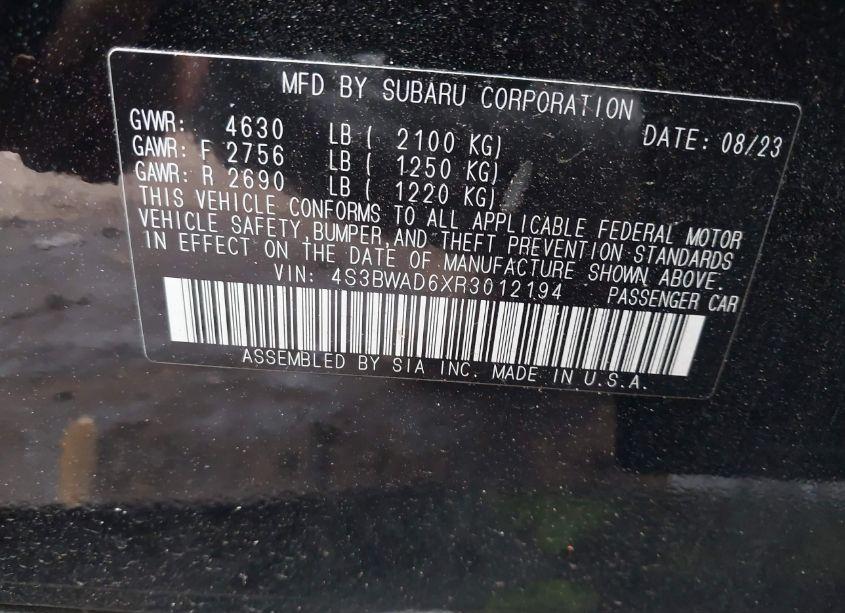 MFD BY SUBARU CORPORATION
GVWR: 4630 LB ( 2100 KG) DATE: 08/23
GAWR: F 2756 LB ( 1250 KG)
GAWR: R 2690 LB ( 1220 KG)
THIS VEHICLE CONFORMS TO ALL APPLICABLE FEDERAL MOTOR
VEHICLE SAFETY, BUMPER, AND THEFT PREVENTION STANDARDS
IN EFFECT ON THE DATE OF MANUFACTURE SHOWN ABOVE.
VIN: 4S3BWAD6XR3012194 PASSENGER CAR
ASSEMBLED BY SIA INC. MADE IN U.S.A.